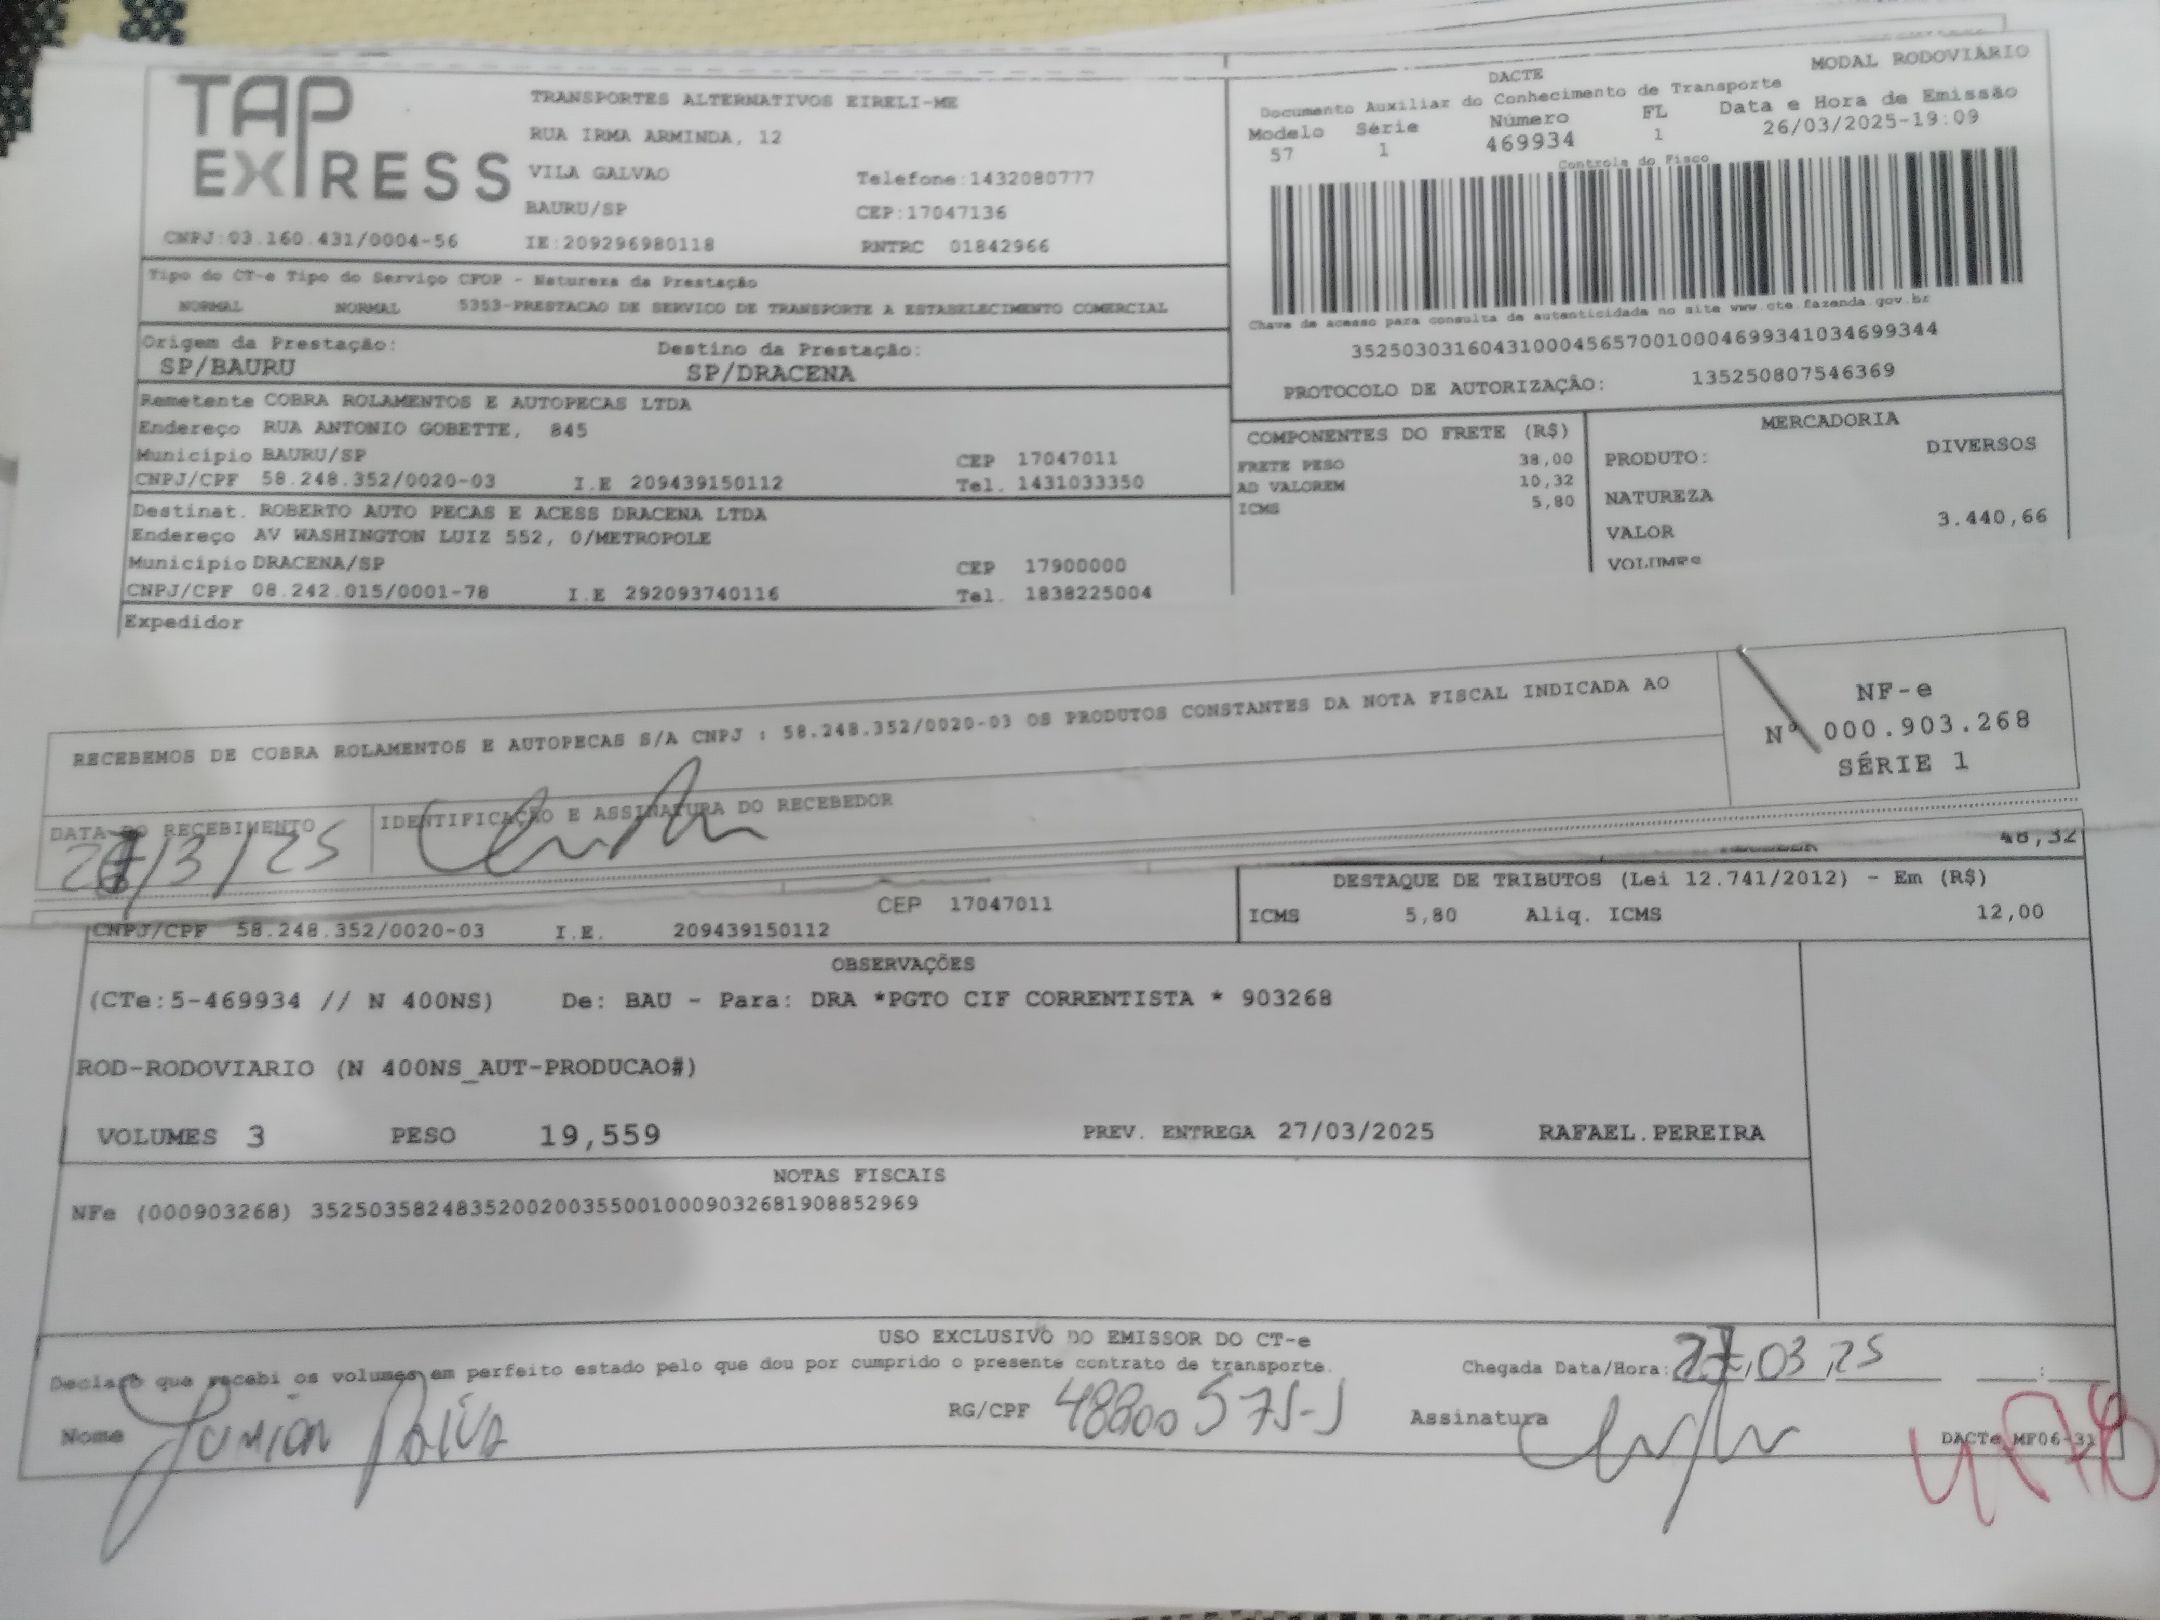 TAP EXPRESS
TRANSPORTES ALTERNATIVOS EIRELI-ME
RUA IRMA ARMINDA, 12
VILA GALVAO Telefone:1432080777
BAURU/SP CEP:17047136
CNPJ:03.160.431/0004-56 IE:209296980118 RNTRC 01842966
Tipo do CT-e Tipo do Serviço CFOP - Natureza da Prestação
NORMAL NORMAL 5353-PRESTACAO DE SERVICO DE TRANSPORTE A ESTABELECIMENTO COMERCIAL
Origem da Prestação: Destino da Prestação:
SP/BAURU SP/DRACENA
Remetente COBRA ROLAMENTOS E AUTOPECAS LTDA
Endereço RUA ANTONIO GOBETTE, 845
Município BAURU/SP CEP 17047011
CNPJ/CPF 58.248.352/0020-03 I.E 209439150112 Tel. 1431033350
Destinat. ROBERTO AUTO PECAS E ACESS DRACENA LTDA
Endereço AV WASHINGTON LUIZ 552, 0/METROPOLE
Município DRACENA/SP CEP 17900000
CNPJ/CPF 08.242.015/0001-78 I.E 292093740116 Tel. 1838225004
Expedidor
DACTE MODAL RODOVIÁRIO
Documento Auxiliar do Conhecimento de Transporte
Modelo Série Número FL Data e Hora de Emissão
57 1 469934 1 26/03/2025-19:09
Controle do Fisco
Chave de acesso para consulta de autenticidade no site www.cte.fazenda.gov.br
35250303160431000456570010004699341034699344
PROTOCOLO DE AUTORIZAÇÃO: 135250807546369
COMPONENTES DO FRETE (R$)
FRETE PESO 38,00
AD VALOREM 10,32
ICMS 5,80
MERCADORIA
PRODUTO: DIVERSOS
NATUREZA
VALOR 3.440,66
VOLUMES
RECEBEMOS DE COBRA ROLAMENTOS E AUTOPECAS S/A CNPJ : 58.248.352/0020-03 OS PRODUTOS CONSTANTES DA NOTA FISCAL INDICADA AO
NF-e
Nº 000.903.268
SÉRIE 1
DATA DO RECEBIMENTO IDENTIFICAÇÃO E ASSINATURA DO RECEBEDOR
27/3/25
48,32
CEP 17047011
CNPJ/CPF 58.248.352/0020-03 I.E. 209439150112
DESTAQUE DE TRIBUTOS (Lei 12.741/2012) - Em (R$)
ICMS 5,80 Aliq. ICMS 12,00
OBSERVAÇÕES
(CTe:5-469934 // N 400NS) De: BAU - Para: DRA *PGTO CIF CORRENTISTA * 903268
ROD-RODOVIARIO (N 400NS_AUT-PRODUCAO#)
VOLUMES 3 PESO 19,559 PREV. ENTREGA 27/03/2025 RAFAEL.PEREIRA
NOTAS FISCAIS
NFe (000903268) 35250358248352002003550010009032681908852969
USO EXCLUSIVO DO EMISSOR DO CT-e
Declaro que recebi os volumes em perfeito estado pelo que dou por cumprido o presente contrato de transporte. Chegada Data/Hora: 27/03/25 :
Nome Junior Paiva RG/CPF Assinatura
DACTe_MF06-31